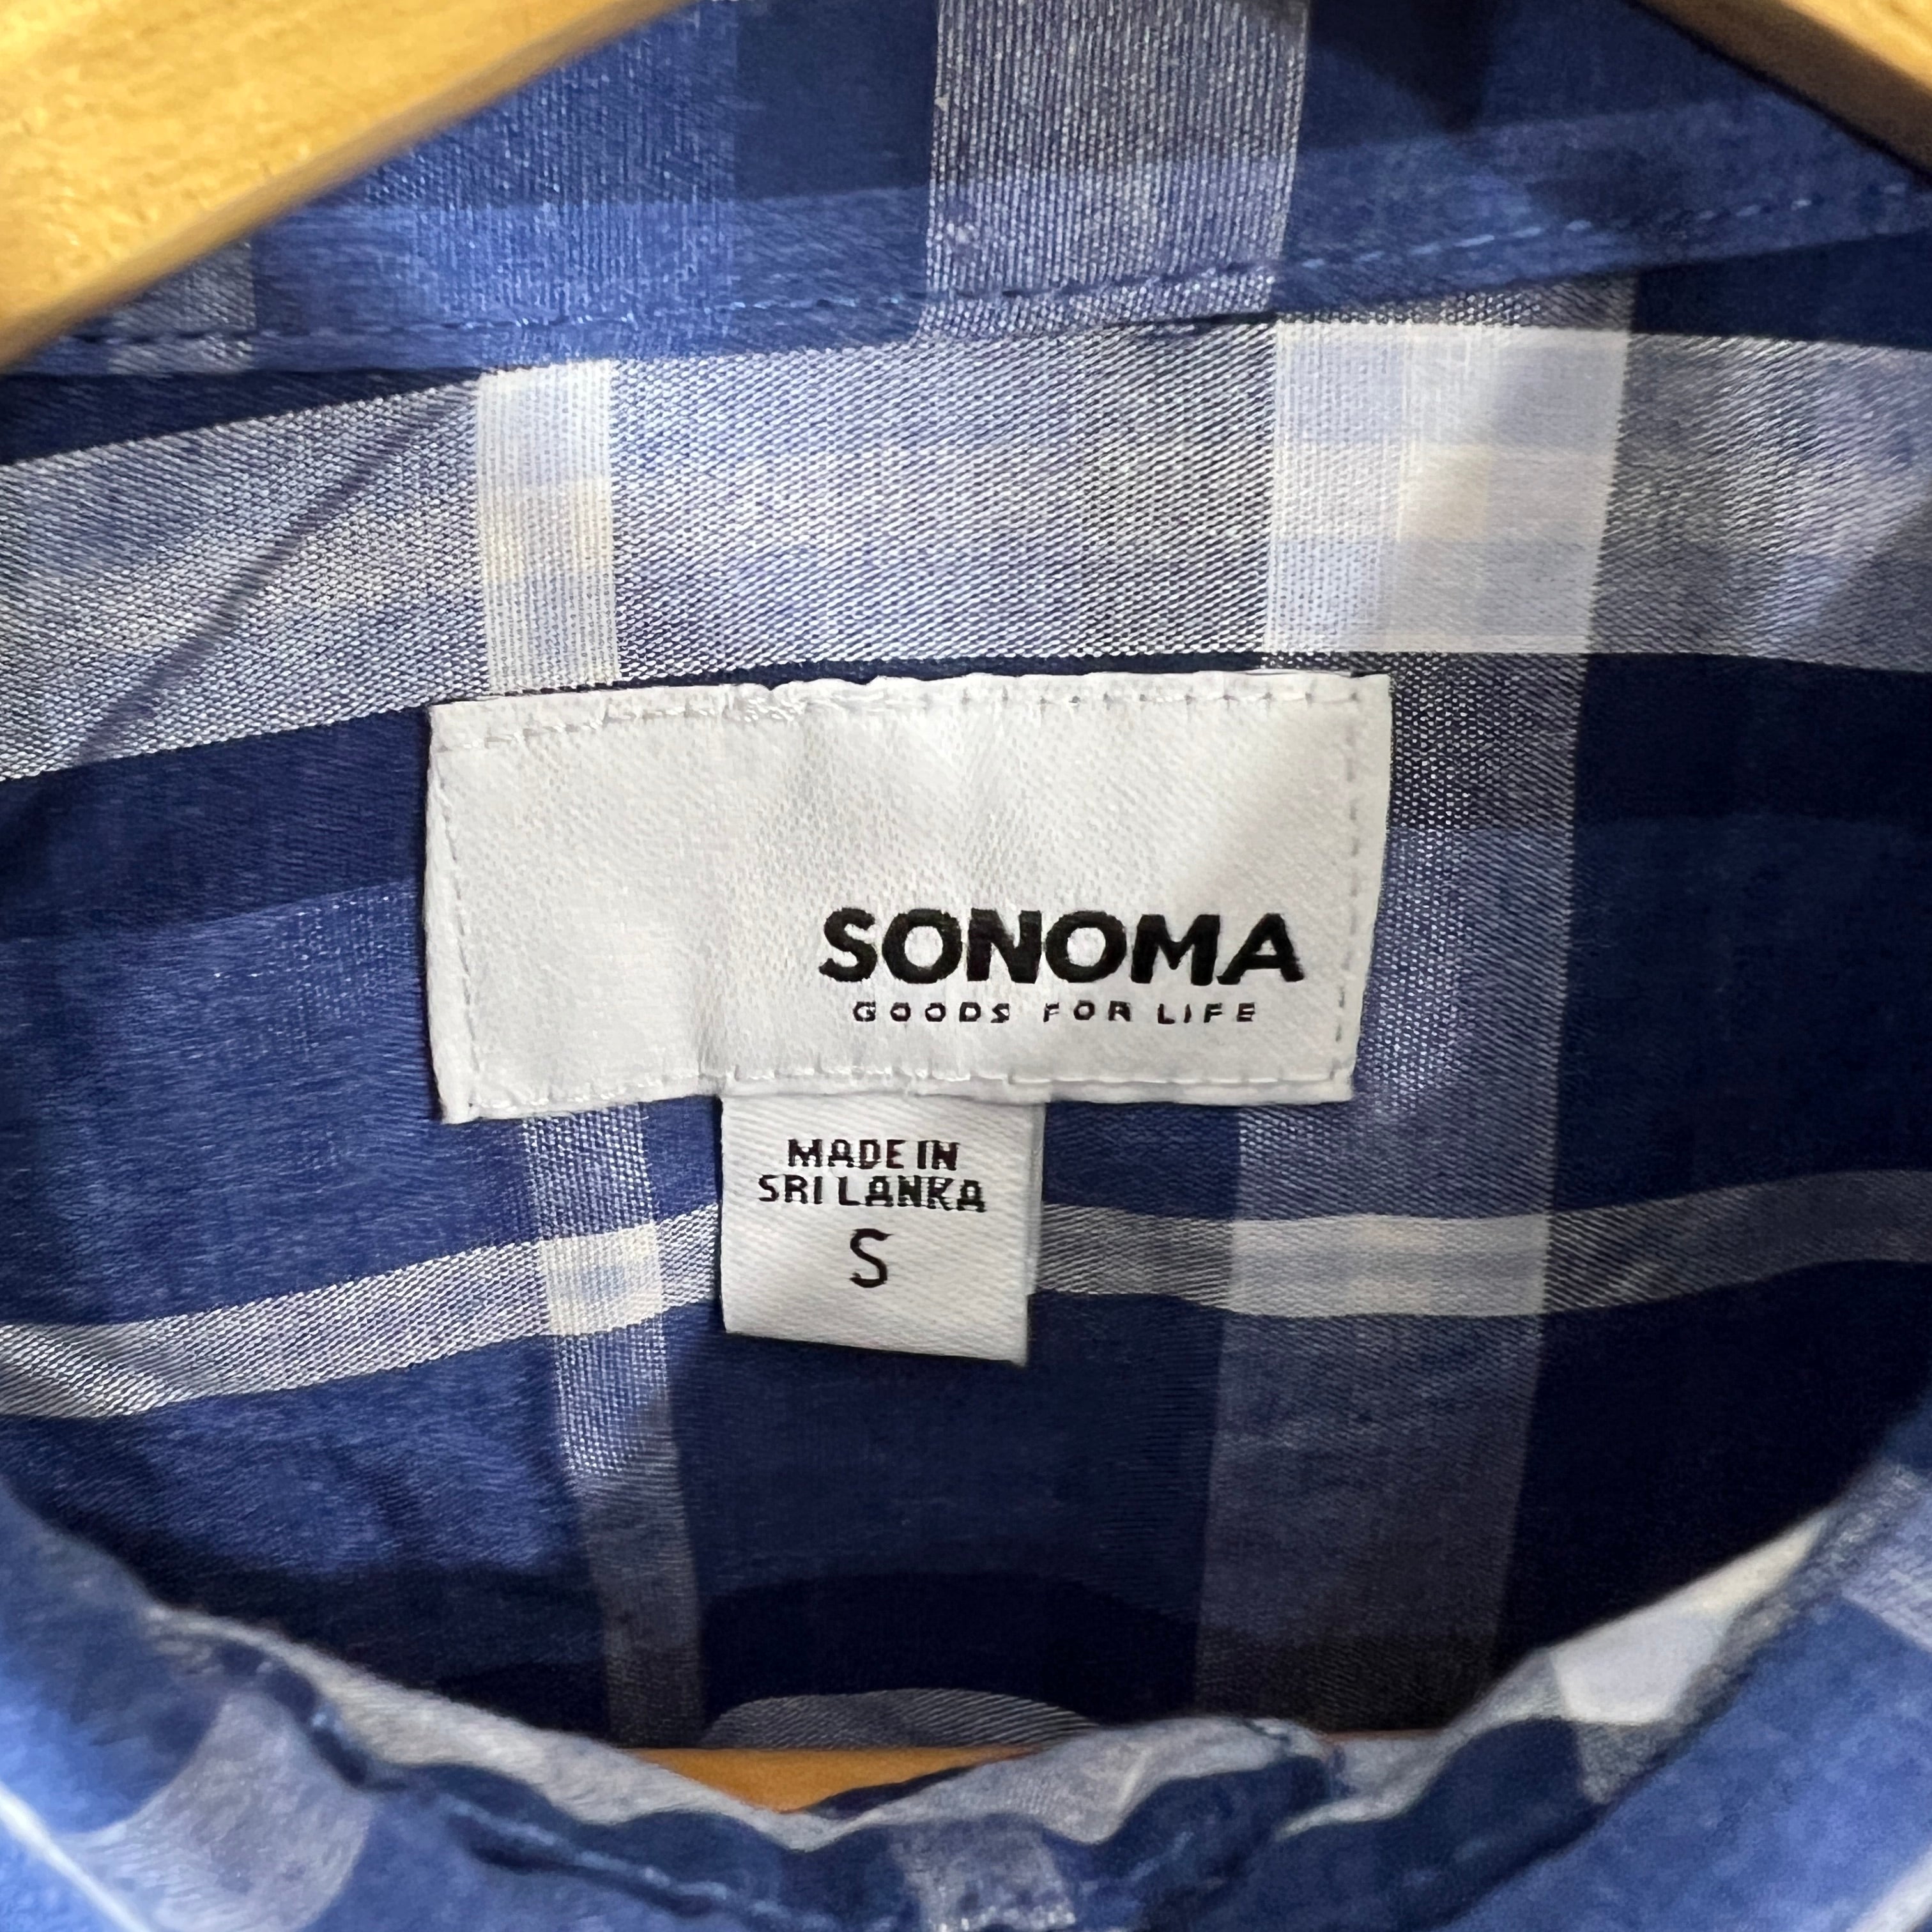 SONOMA
GOODS FOR LIFE
MADE IN
SRI LANKA
S